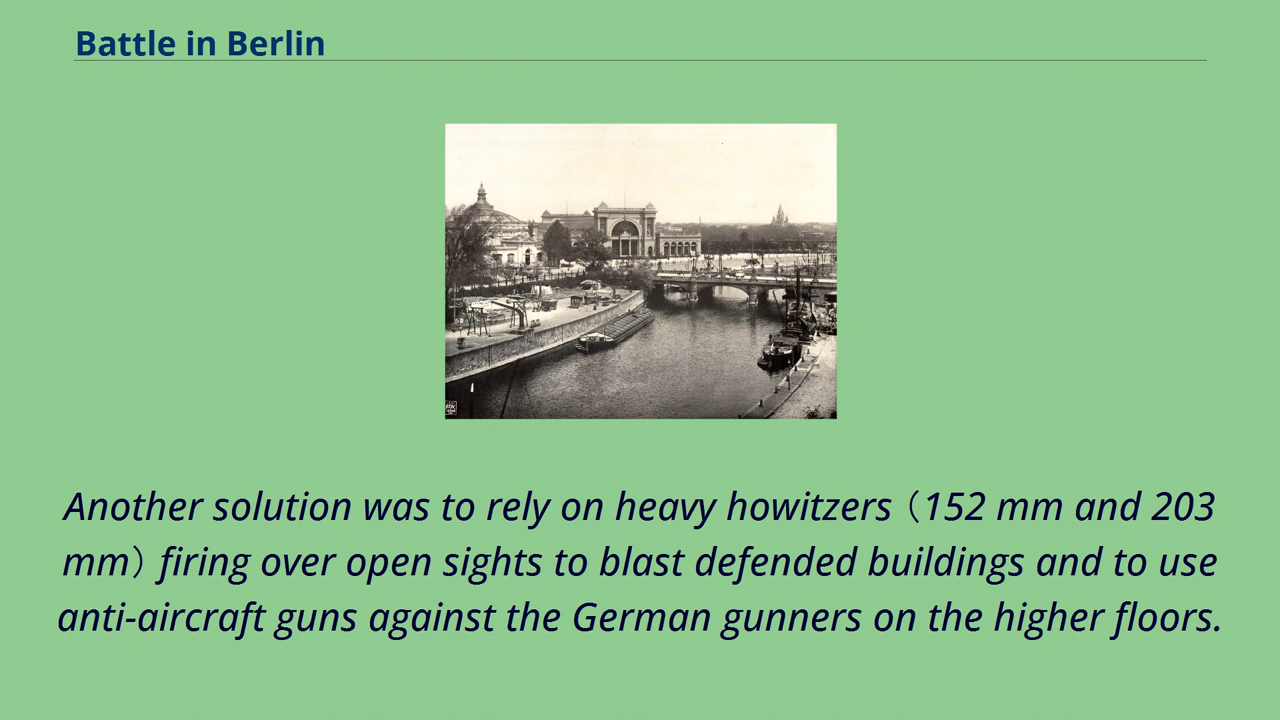 Battle in Berlin
Another solution was to rely on heavy howitzers（152 mm and 203
mm）firing over open sights to blast defended buildings and to use
anti-aircraft guns against the German gunners on the higher floors.